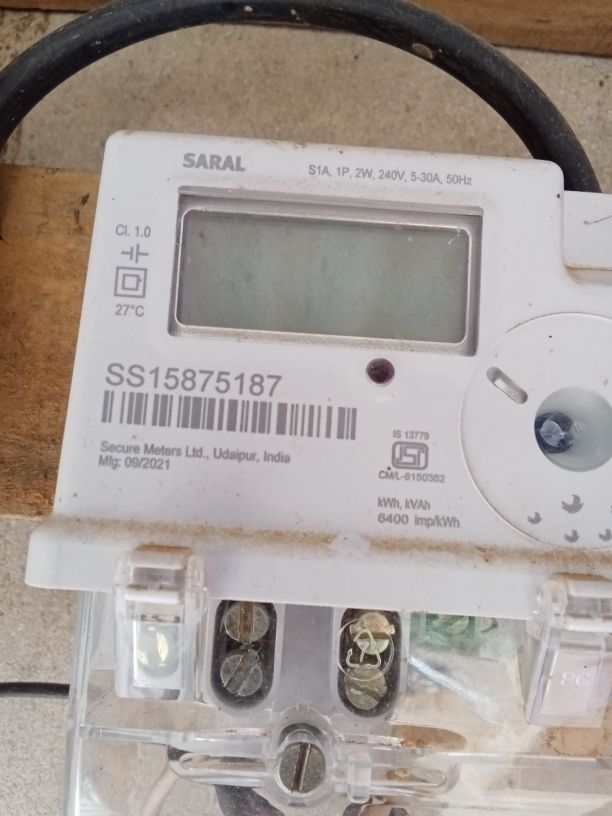 SARAL
S1A, 1P, 2W, 240V, 5-30A, 50Hz
Cl. 1.0
27°C
SS15875187
Secure Meters Ltd., Udaipur, India
Mfg: 09/2021
IS 13779
CM/L-8150382
kWh, kVAh
6400 imp/kWh
PC